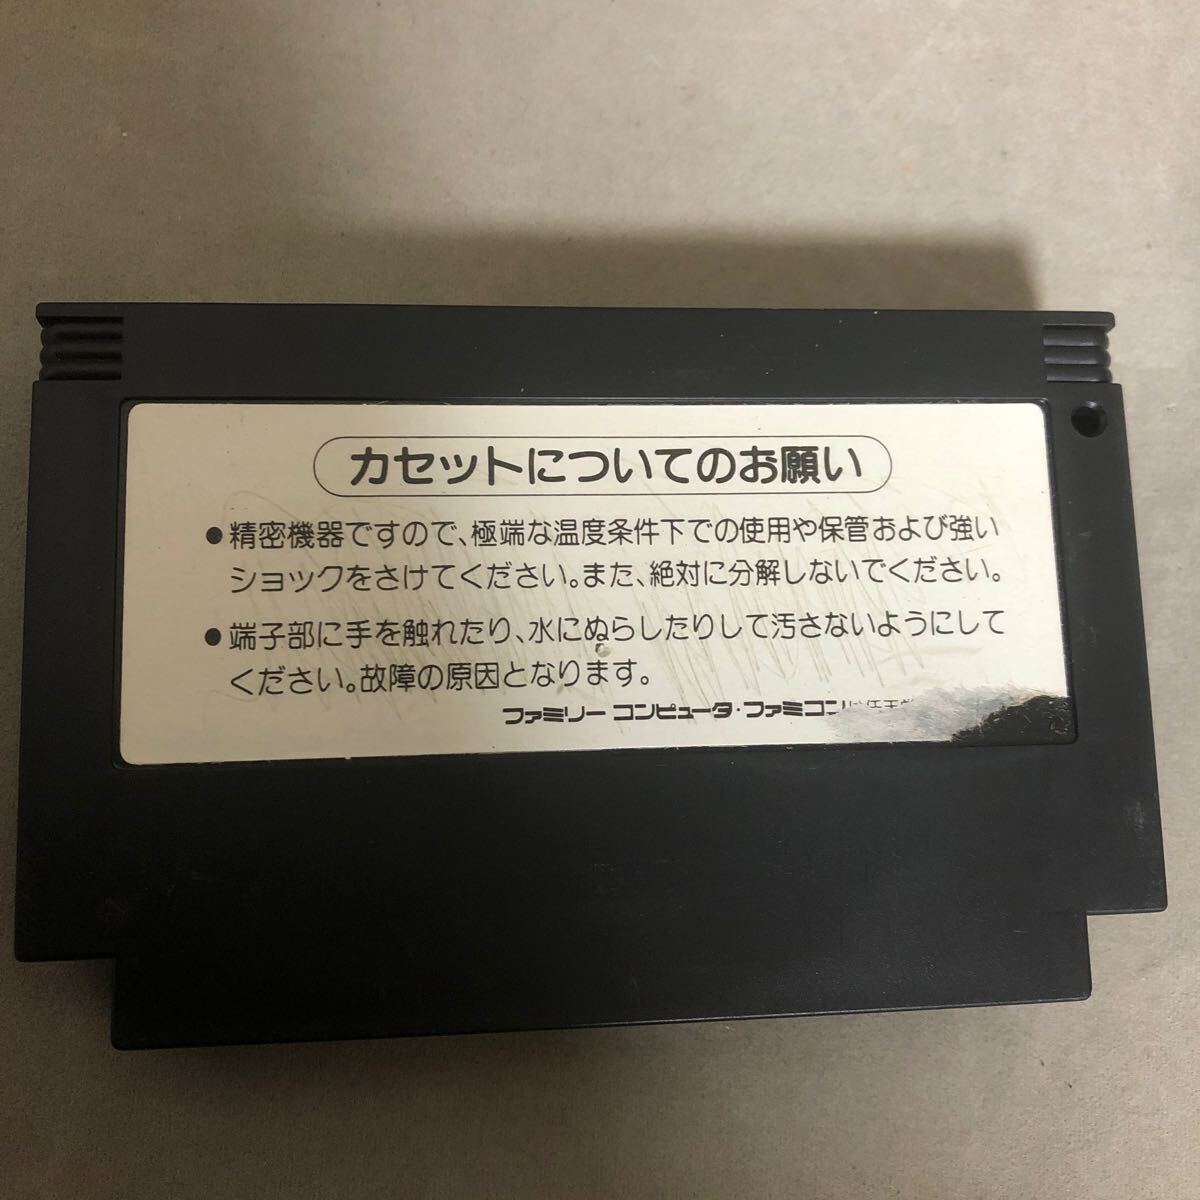 カセットについてのお願い
●精密機器ですので、極端な温度条件下での使用や保管および強い
ショックをさけてください。また、絶対に分解しないでください。
●端子部に手を触れたり、水にぬらしたりして汚さないようにして
ください。故障の原因となります。
ファミリーコンピュータ・ファミコン